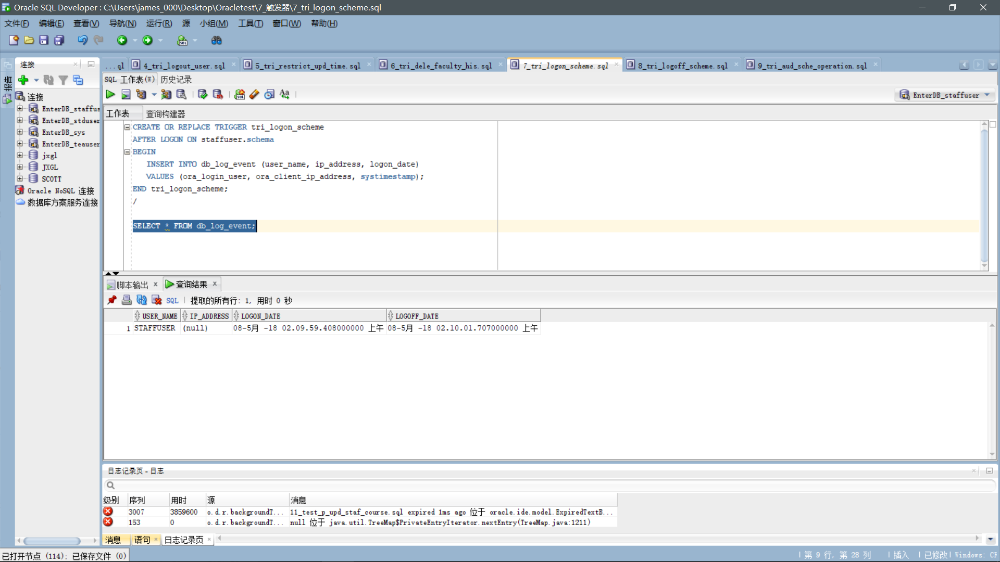 Oracle SQL Developer : C:\Users\james_000\Desktop\Oracletest\7_触发器\7_tri_logon_scheme.sql
文件(F) 编辑(E) 查看(V) 导航(N) 运行(R) 源 小组(M) 工具(T) 窗口(W) 帮助(H)
连接
...ql 4_tri_logout_user.sql 5_tri_restrict_upd_time.sql 6_tri_dele_faculty_his.sql 7_tri_logon_scheme.sql 8_tri_logoff_scheme.sql 9_tri_aud_sche_operation.sql
报告
SQL 工作表(W) 历史记录
EnterDB_staffuser
连接
EnterDB_staffus
EnterDB_stduser
EnterDB_sys
EnterDB_teauser
jxgl
JXGL
SCOTT
Oracle NoSQL 连接
数据库方案服务连接
工作表 查询构建器
CREATE OR REPLACE TRIGGER tri_logon_scheme
AFTER LOGON ON staffuser.schema
BEGIN
INSERT INTO db_log_event (user_name, ip_address, logon_date)
VALUES (ora_login_user, ora_client_ip_address, systimestamp);
END tri_logon_scheme;
/
SELECT * FROM db_log_event;
脚本输出 x 查询结果 x
SQL | 提取的所有行: 1, 用时 0 秒
USER_NAME IP_ADDRESS LOGON_DATE LOGOFF_DATE
1 STAFFUSER (null) 08-5月 -18 02.09.59.408000000 上午 08-5月 -18 02.10.01.707000000 上午
日志记录页 - 日志
级别 序列 用时 源 消息
3007 3859600 o.d.r.backgroundT... 11_test_p_upd_staf_course.sql expired 1ms ago 位于 oracle.ide.model.ExpiredTextB...
153 0 o.d.r.backgroundT... null 位于 java.util.TreeMap$PrivateEntryIterator.nextEntry(TreeMap.java:1211)
消息 语句 日志记录页
已打开节点 (114); 已保存文件 (0)
第 9 行, 第 28 列 | 插入 | 已修改 | Windows: CR